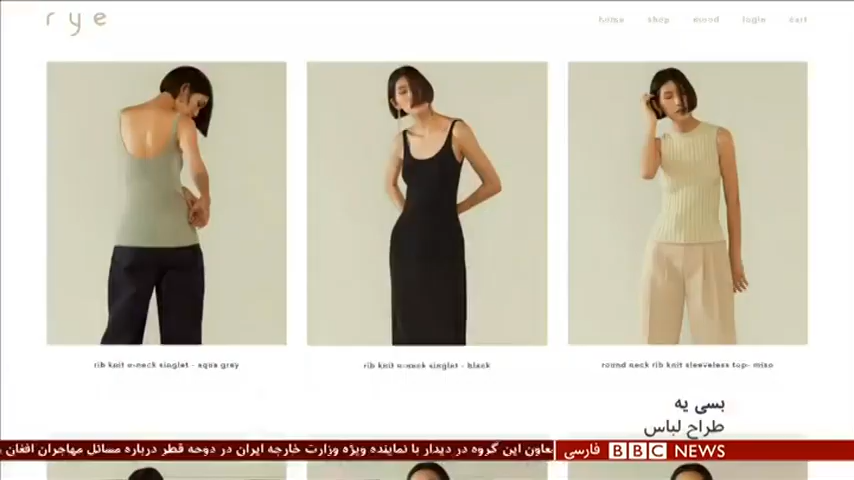 rye
home shop mood login cart
rib knit u-neck singlet - aqua grey
rib knit u-neck singlet - black
round neck rib knit sleeveless top- miso
بسی یه
طراح لباس
معاون این گروه در دیدار با نماینده ویژه وزارت خارجه ایران در دوحه قطر درباره مسائل مهاجران افغان
BBC NEWS فارسی